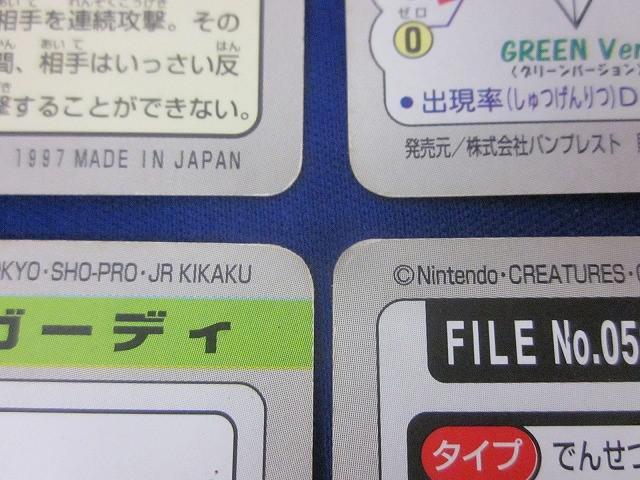 相手を連続攻撃。その
間、相手はいっさい反
撃することができない。
1997 MADE IN JAPAN
ゼロ
0
GREEN Ver
(グリーンバージョン)
●出現率(しゅつげんりつ)D
発売元/株式会社バンプレスト
SHO-PRO・JR KIKAKU
ガーディ
©Nintendo・CREATURES・
FILE No.05
タイプ でんせつ